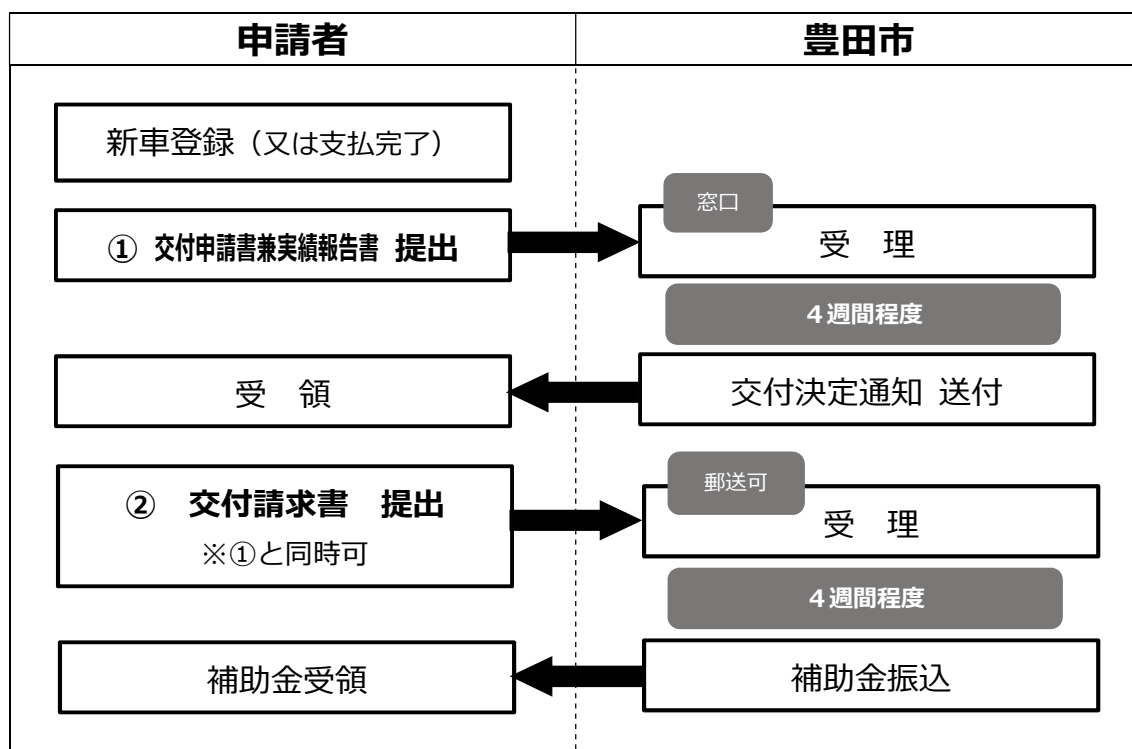 申請者
豊田市
新車登録（又は支払完了）
① 交付申請書兼実績報告書 提出
窓口
受　理
４週間程度
受　領
交付決定通知 送付
②　交付請求書　提出
※①と同時可
郵送可
受　理
４週間程度
補助金受領
補助金振込